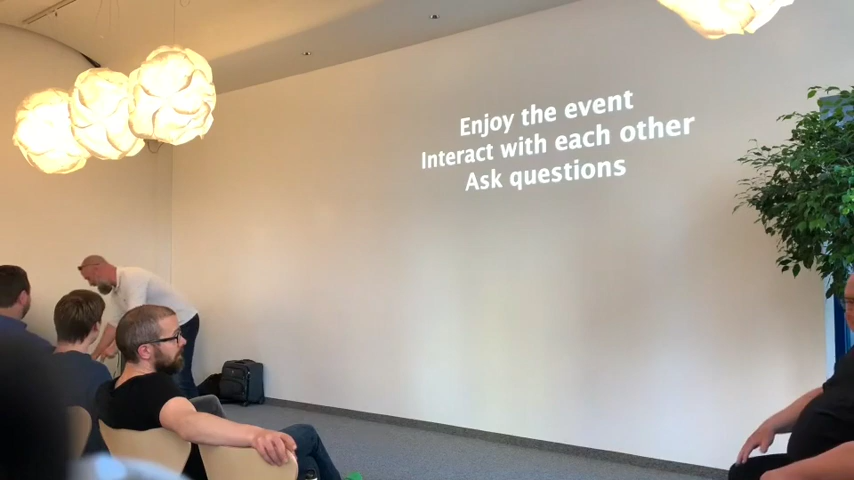 Enjoy the event
Interact with each other
Ask questions